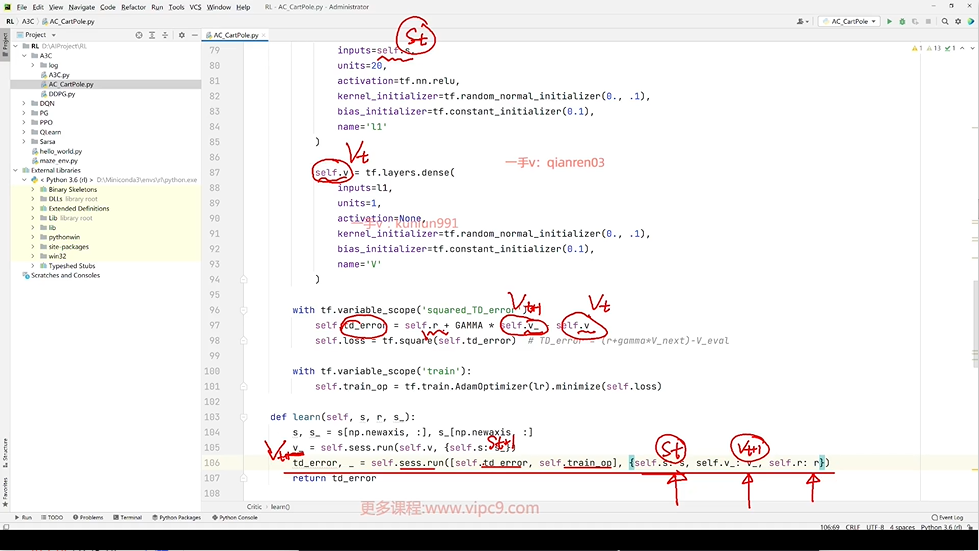 File Edit View Navigate Code Refactor Run Tools VCS Window Help RL - AC_CartPole.py - Administrator
RL A3C AC_CartPole.py
AC_CartPole
Project
AC_CartPole.py
RL D:\AIProject\RL
A3C
log
A3C.py
AC_CartPole.py
DDPG.py
DQN
PG
PPO
QLearn
Sarsa
hello_world.py
maze_env.py
External Libraries
< Python 3.6 (rl) > D:\Miniconda3\envs\rl\python.exe
Binary Skeletons
DLLs library root
Extended Definitions
Lib library root
lib
pythonwin
site-packages
win32
Typeshed Stubs
Scratches and Consoles
Project
Structure
Favorites
1 13 1
St
79 inputs=self.s,
80 units=20,
81 activation=tf.nn.relu,
82 kernel_initializer=tf.random_normal_initializer(0., .1),
83 bias_initializer=tf.constant_initializer(0.1),
84 name='l1'
85 )
86
Vt
一手v：qianren03
87 self.v = tf.layers.dense(
88 inputs=l1,
89 units=1,
90 activation=None,
一手v：kunlun991
91 kernel_initializer=tf.random_normal_initializer(0., .1),
92 bias_initializer=tf.constant_initializer(0.1),
93 name='V'
94 )
95
Vt+1 Vt
96 with tf.variable_scope('squared_TD_error'):
97 self.td_error = self.r + GAMMA * self.v_ - self.v
98 self.loss = tf.square(self.td_error) # TD_error = (r+gamma*V_next)-V_eval
99
100 with tf.variable_scope('train'):
101 self.train_op = tf.train.AdamOptimizer(lr).minimize(self.loss)
102
103 def learn(self, s, r, s_):
104 s, s_ = s[np.newaxis, :], s_[np.newaxis, :]
St+1 St Vt+1
105 v_ = self.sess.run(self.v, {self.s: s_})
Vt+1
106 td_error, _ = self.sess.run([self.td_error, self.train_op], {self.s: s, self.v_: v_, self.r: r})
107 return td_error
108
Critic learn()
更多课程:www.vipc9.com
Run TODO Problems Terminal Python Packages Python Console Event Log
106:69 CRLF UTF-8 4 spaces Python 3.6 (rl)